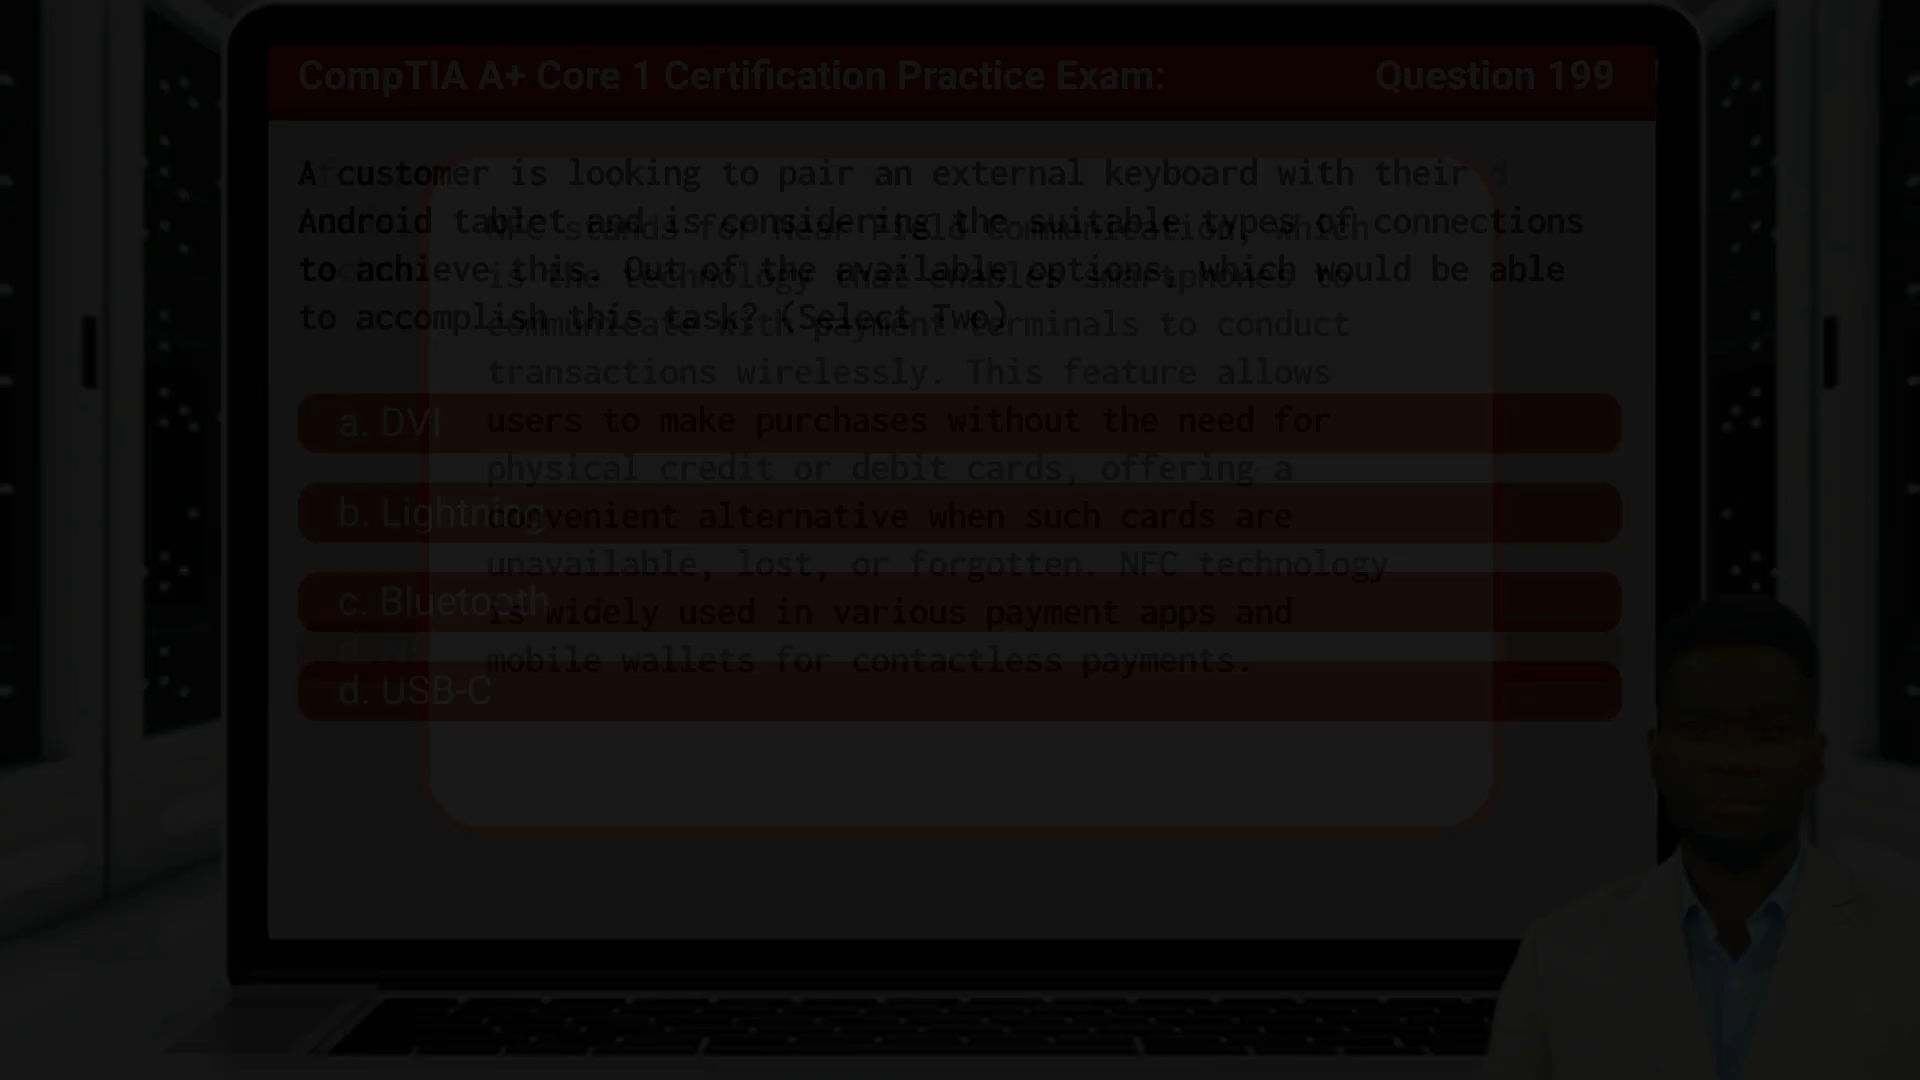 CompTIA A+ Core 1 Certification Practice Exam:
Question 199
A customer is looking to pair an external keyboard with their
Android tablet and is considering the suitable types of connections
to achieve this. Out of the available options, which would be able
to accomplish this task? (Select Two)
a. DVI
b. Lightning
c. Bluetooth
d. USB-C
NFC stands for Near Field Communication, which
is the technology that enables smartphones to
communicate with payment terminals to conduct
transactions wirelessly. This feature allows
users to make purchases without the need for
physical credit or debit cards, offering a
convenient alternative when such cards are
unavailable, lost, or forgotten. NFC technology
is widely used in various payment apps and
mobile wallets for contactless payments.